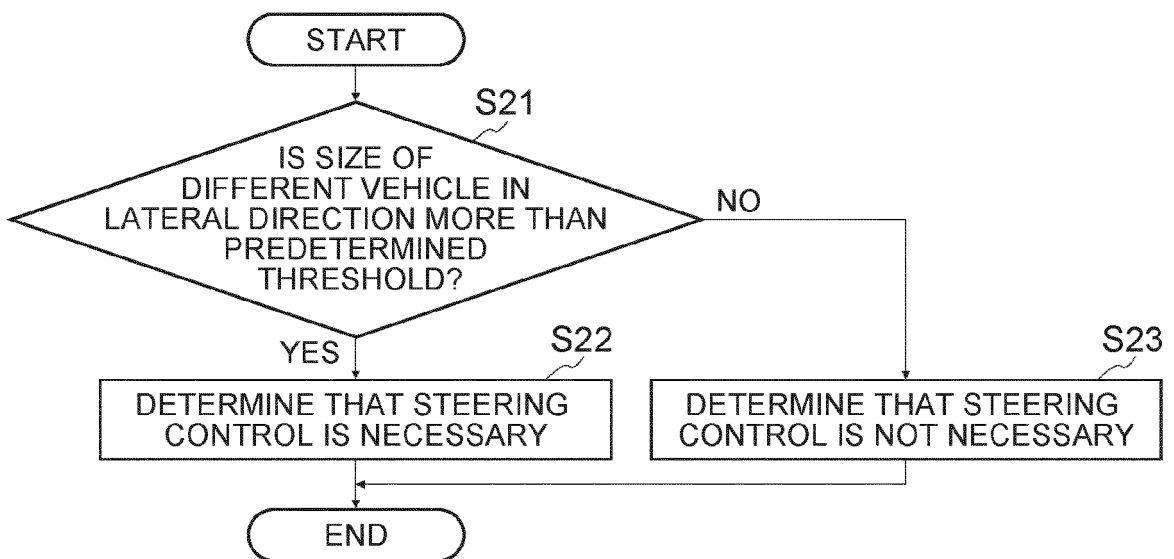 START
S21
IS SIZE OF
DIFFERENT VEHICLE IN
LATERAL DIRECTION MORE THAN
PREDETERMINED
THRESHOLD?
NO
YES
S22
DETERMINE THAT STEERING
CONTROL IS NECESSARY
S23
DETERMINE THAT STEERING
CONTROL IS NOT NECESSARY
END